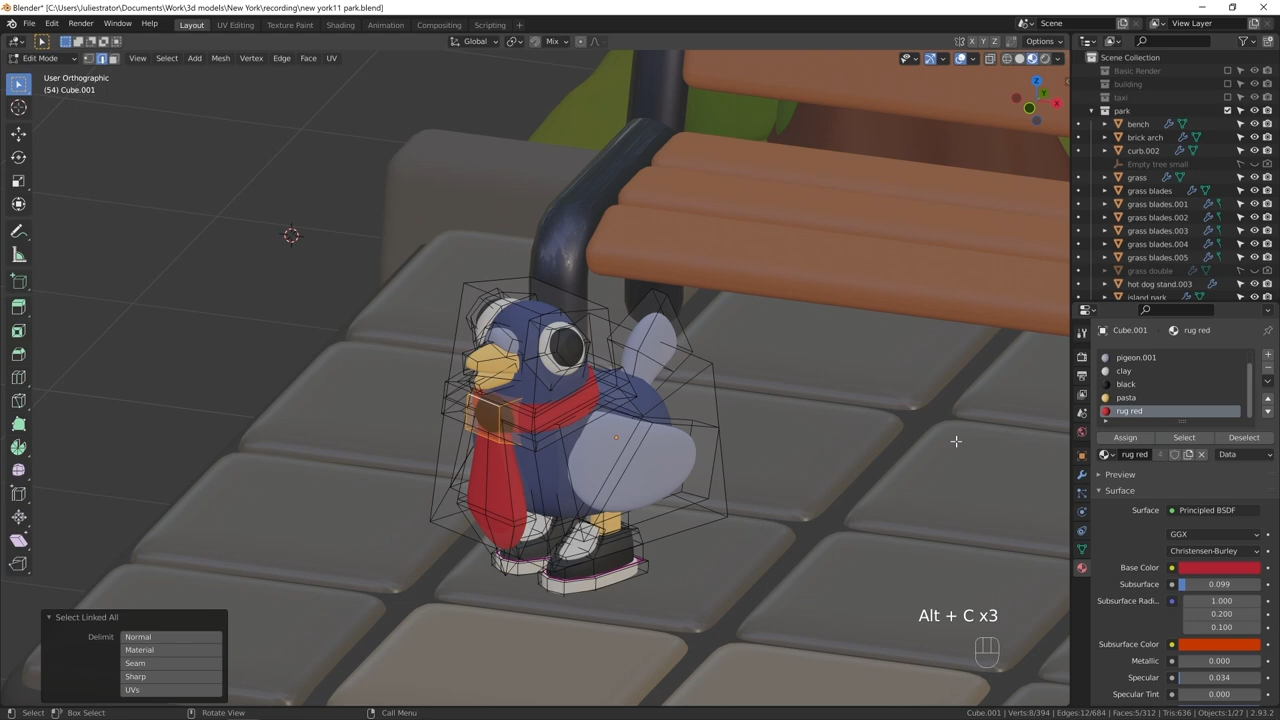 Blender* [C:\Users\Juliestrator\Documents\Work\3d models\New York\recording\new york11 park.blend]
File Edit Render Window Help Layout UV Editing Texture Paint Shading Animation Compositing Scripting Scene View Layer
Global Mix Options
Edit Mode View Select Add Mesh Vertex Edge Face UV
User Orthographic
(54) Cube.001
Z
Y
X
X Y Z
Scene Collection
Basic Render
building
taxi
park
bench
brick arch
curb.002
Empty tree small
grass
grass blades
grass blades.001
grass blades.002
grass blades.003
grass blades.004
grass blades.005
grass double
hot dog stand.003
island park
Cube.001 rug red
pigeon.001
clay
black
pasta
rug red
Assign Select Deselect
rug red 4 Data
Preview
Surface
Surface Principled BSDF
GGX
Christensen-Burley
Base Color
Subsurface 0.099
Subsurface Radi... 1.000
0.200
0.100
Subsurface Color
Metallic 0.000
Specular 0.034
Specular Tint 0.000
Alt + C x3
Select Linked All
Delimit Normal
Material
Seam
Sharp
UVs
Select Box Select Rotate View Call Menu Cube.001 | Verts:8/394 | Edges:12/684 | Faces:5/312 | Tris:636 | Objects:1/27 | 2.93.2